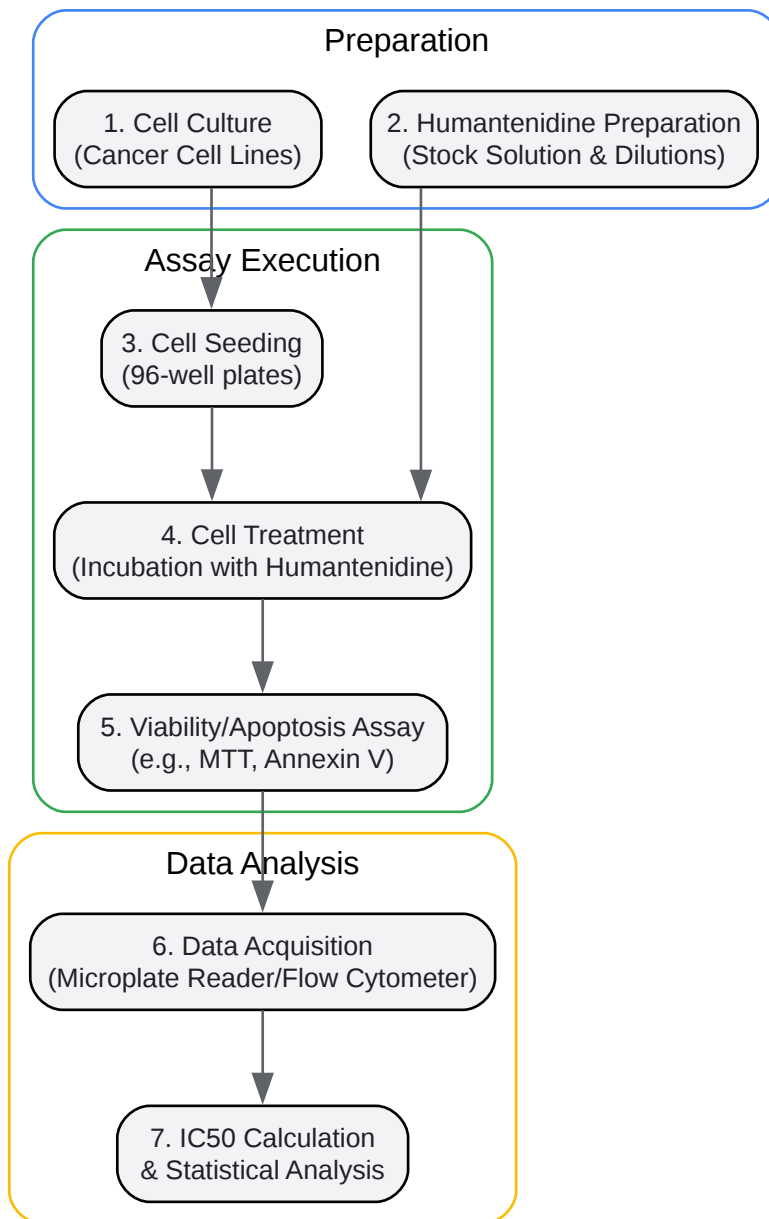 Preparation
1. Cell Culture
(Cancer Cell Lines)
2. Humantenidine Preparation
(Stock Solution & Dilutions)
Assay Execution
3. Cell Seeding
(96-well plates)
4. Cell Treatment
(Incubation with Humantenidine)
5. Viability/Apoptosis Assay
(e.g., MTT, Annexin V)
Data Analysis
6. Data Acquisition
(Microplate Reader/Flow Cytometer)
7. IC50 Calculation
& Statistical Analysis